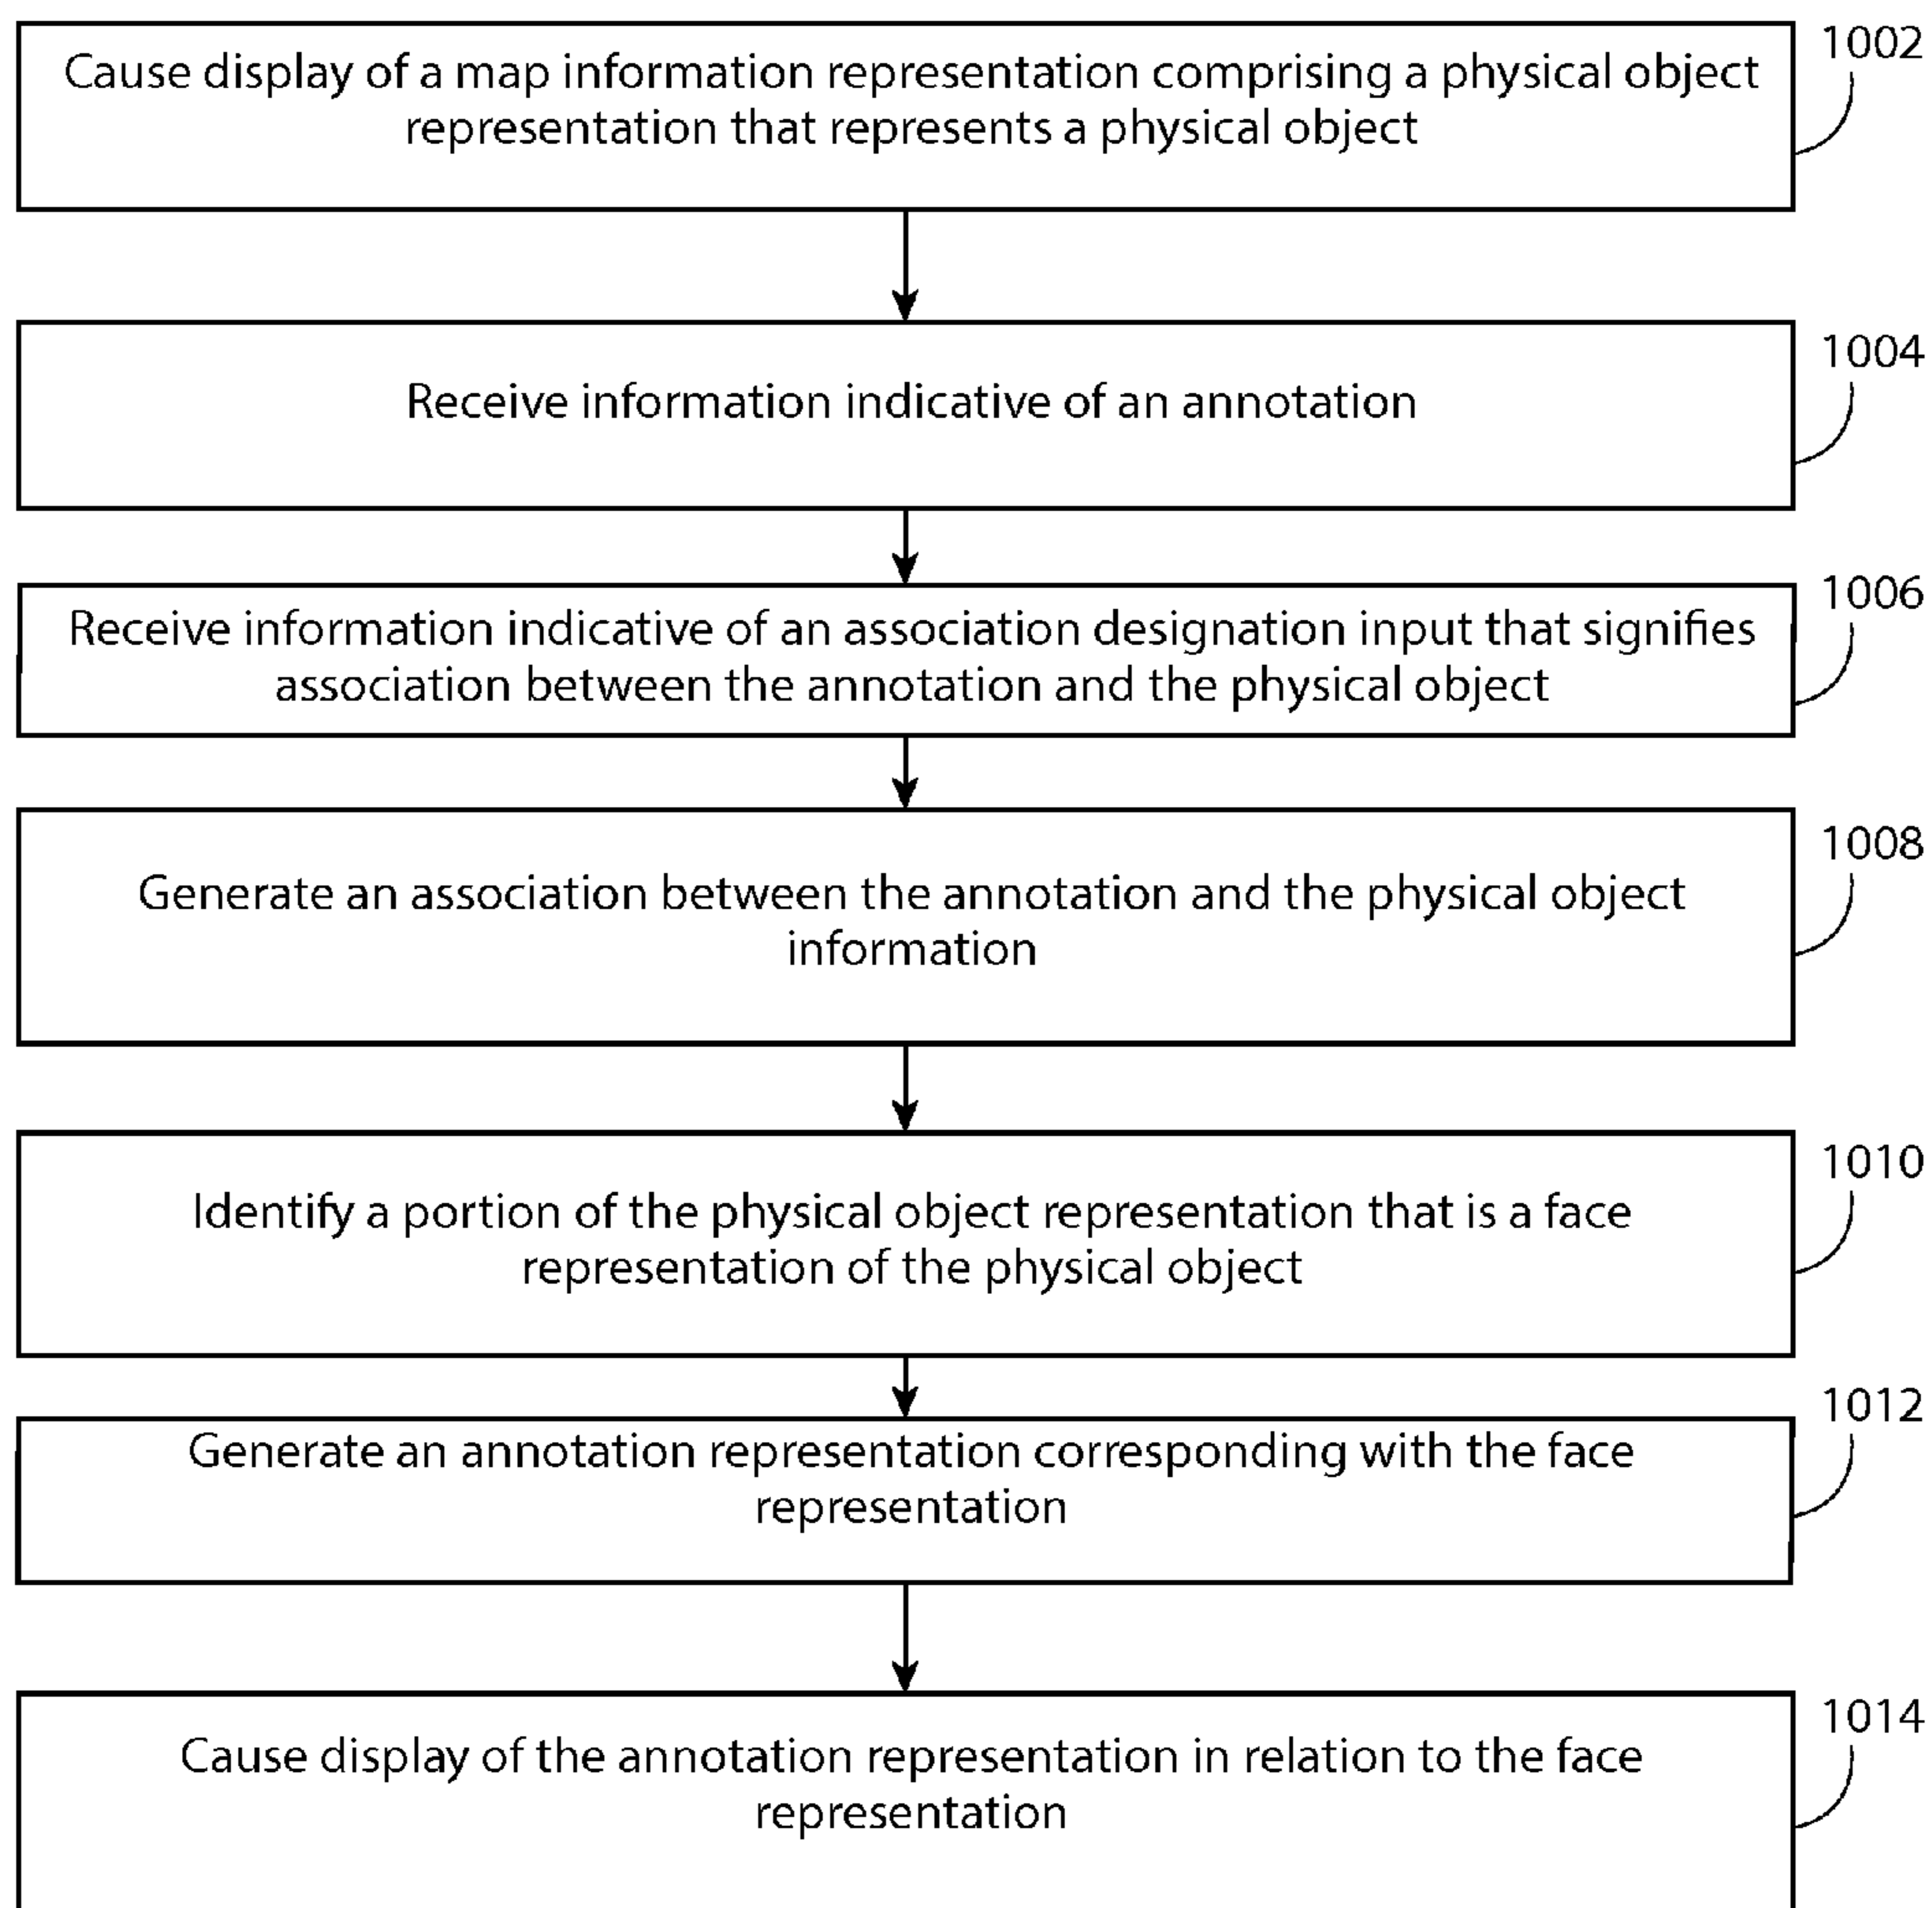 Cause display of a map information representation comprising a physical object
representation that represents a physical object
1002
Receive information indicative of an annotation
1004
Receive information indicative of an association designation input that signifies
association between the annotation and the physical object
1006
Generate an association between the annotation and the physical object
information
1008
Identify a portion of the physical object representation that is a face
representation of the physical object
1010
Generate an annotation representation corresponding with the face
representation
1012
Cause display of the annotation representation in relation to the face
representation
1014